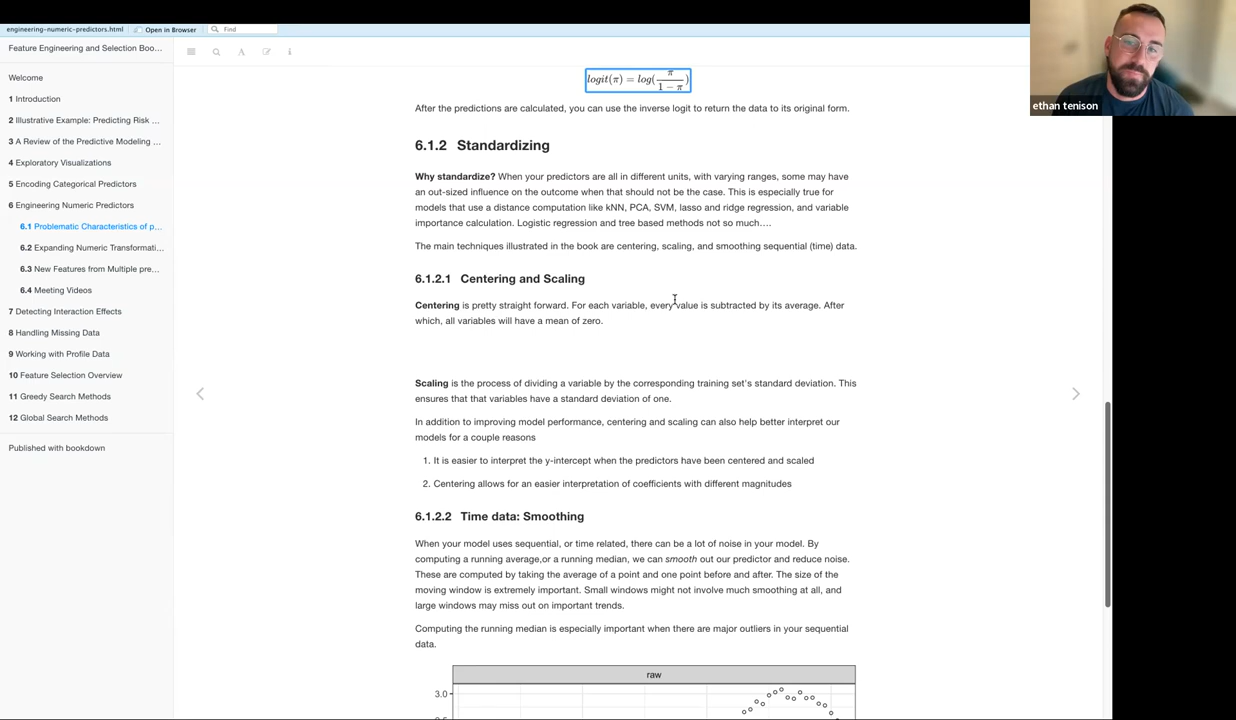 engineering-numeric-predictors.html
Open in Browser
Find
Feature Engineering and Selection Boo...
Welcome
1 Introduction
2 Illustrative Example: Predicting Risk ...
3 A Review of the Predictive Modeling ...
4 Exploratory Visualizations
5 Encoding Categorical Predictors
6 Engineering Numeric Predictors
6.1 Problematic Characteristics of p...
6.2 Expanding Numeric Transformati...
6.3 New Features from Multiple pre...
6.4 Meeting Videos
7 Detecting Interaction Effects
8 Handling Missing Data
9 Working with Profile Data
10 Feature Selection Overview
11 Greedy Search Methods
12 Global Search Methods
Published with bookdown
logit(π) = log(π / 1 − π)
After the predictions are calculated, you can use the inverse logit to return the data to its original form.
6.1.2 Standardizing
Why standardize? When your predictors are all in different units, with varying ranges, some may have
an out-sized influence on the outcome when that should not be the case. This is especially true for
models that use a distance computation like kNN, PCA, SVM, lasso and ridge regression, and variable
importance calculation. Logistic regression and tree based methods not so much….
The main techniques illustrated in the book are centering, scaling, and smoothing sequential (time) data.
6.1.2.1 Centering and Scaling
Centering is pretty straight forward. For each variable, every value is subtracted by its average. After
which, all variables will have a mean of zero.
Scaling is the process of dividing a variable by the corresponding training set's standard deviation. This
ensures that that variables have a standard deviation of one.
In addition to improving model performance, centering and scaling can also help better interpret our
models for a couple reasons
1. It is easier to interpret the y-intercept when the predictors have been centered and scaled
2. Centering allows for an easier interpretation of coefficients with different magnitudes
6.1.2.2 Time data: Smoothing
When your model uses sequential, or time related, there can be a lot of noise in your model. By
computing a running average,or a running median, we can smooth out our predictor and reduce noise.
These are computed by taking the average of a point and one point before and after. The size of the
moving window is extremely important. Small windows might not involve much smoothing at all, and
large windows may miss out on important trends.
Computing the running median is especially important when there are major outliers in your sequential
data.
raw
3.0
ethan tenison